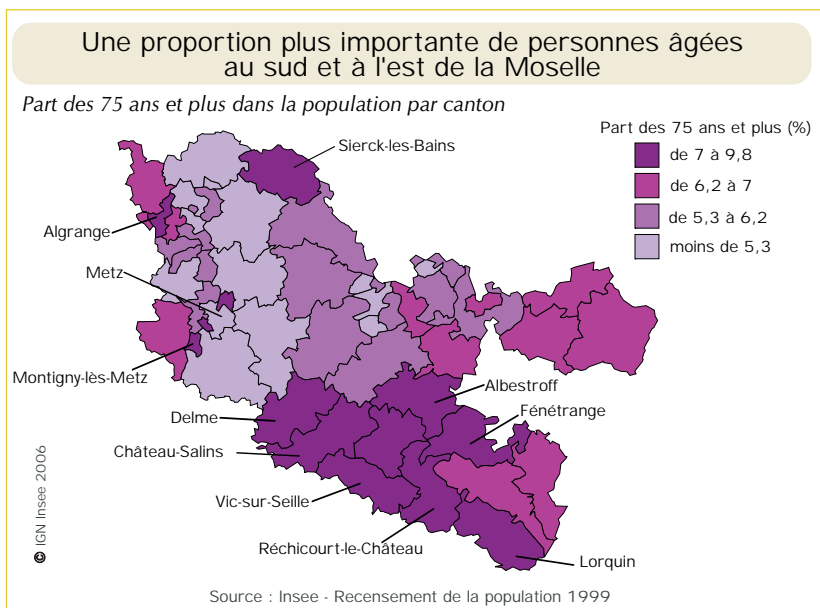 Une proportion plus importante de personnes âgées
au sud et à l'est de la Moselle
Part des 75 ans et plus dans la population par canton
Part des 75 ans et plus (%)
de 7 à 9,8
de 6,2 à 7
de 5,3 à 6,2
moins de 5,3
Sierck-les-Bains
Algrange
Metz
Montigny-lès-Metz
Albestroff
Delme
Fénétrange
Château-Salins
Vic-sur-Seille
Réchicourt-le-Château
Lorquin
© IGN Insee 2006
Source : Insee - Recensement de la population 1999